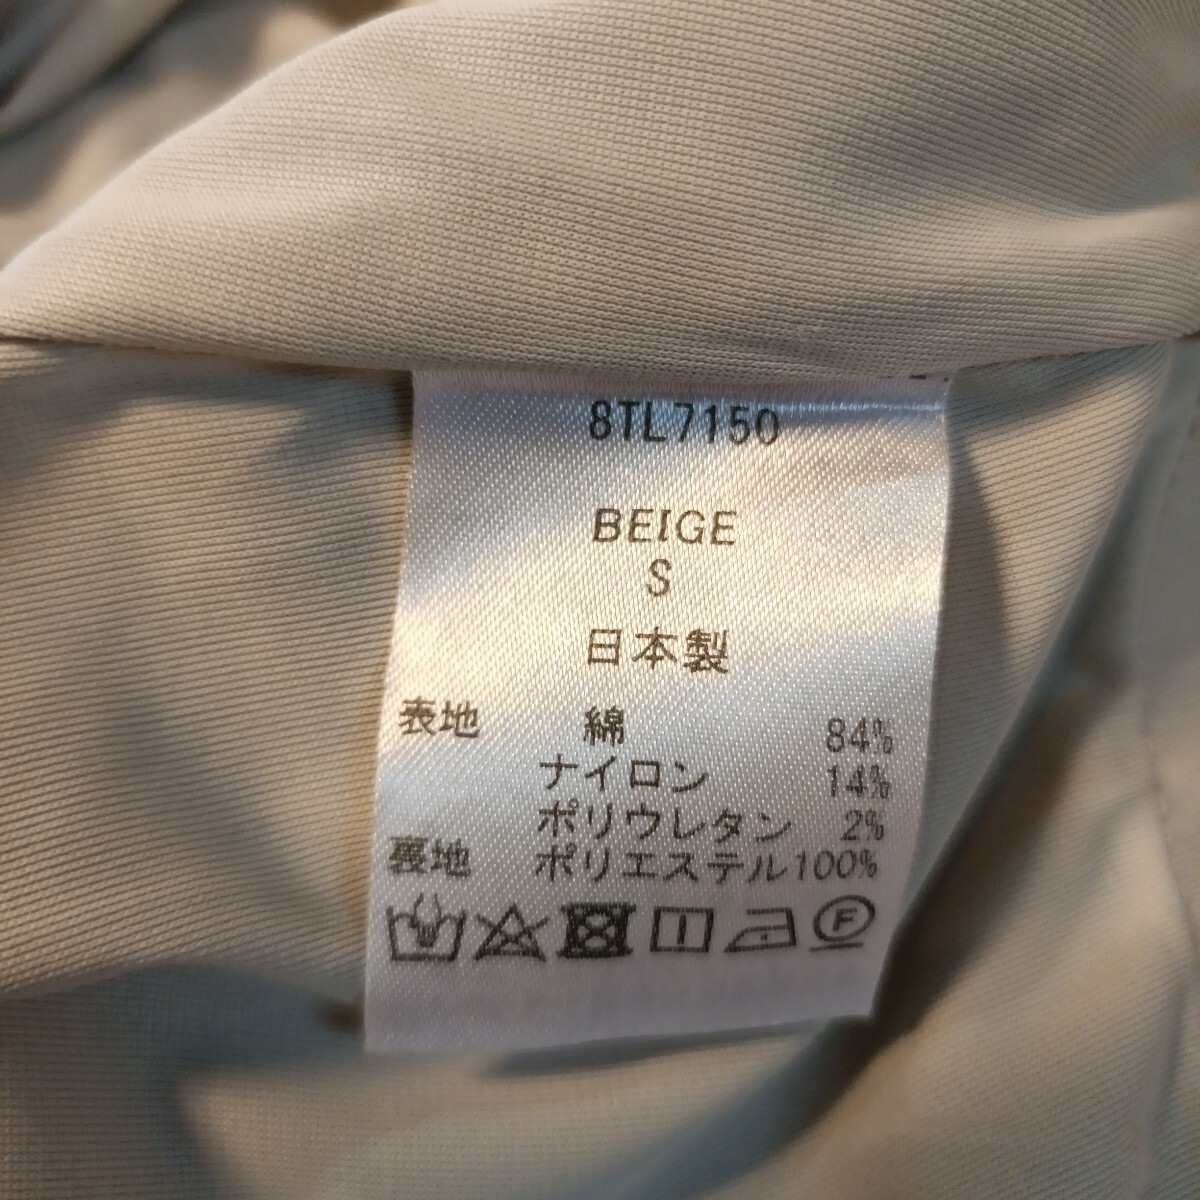 8TL7150
BEIGE
S
日本製
表地 綿 84%
ナイロン 14%
ポリウレタン 2%
裏地 ポリエステル100%
F